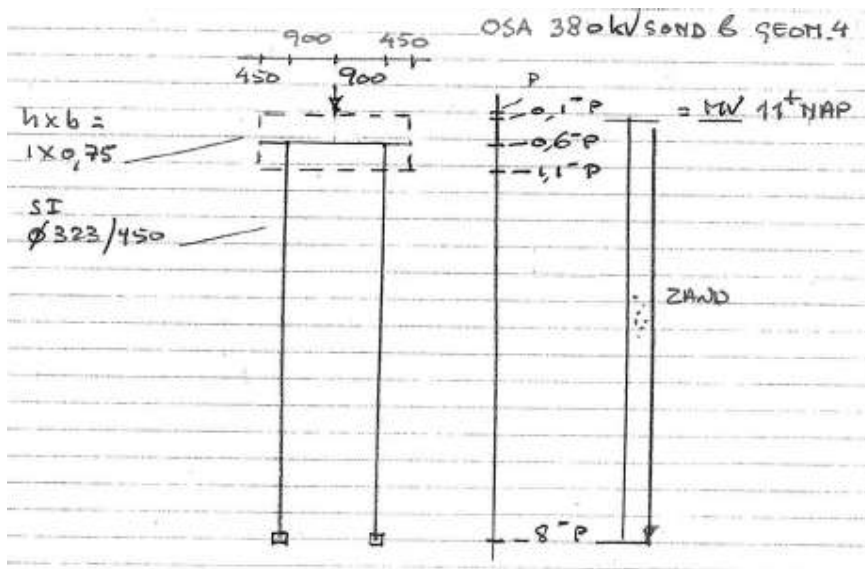 OSA 380kV SOND 6 GEOM.4
900 450
450 900
P
0,1⁻P
= MV 11⁺ NAP
h x b =
1 x 0,75
0,6⁻P
1,1⁻P
SI
Ø 323/450
ZAND
8⁻P